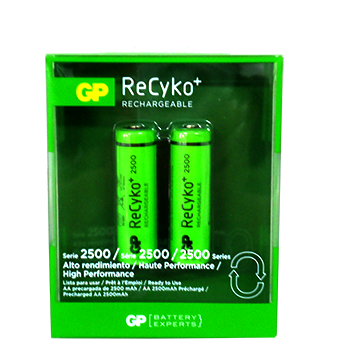 GP ReCyko+
RECHARGEABLE
GP ReCyko+ 2500
RECHARGEABLE
GP ReCyko+ 2500
RECHARGEABLE
Serie 2500 / Série 2500 / 2500 Series
Alto rendimiento / Haute Performance /
High Performance
Lista para usar / Prêt à l'Emploi / Ready to Use
AA precargada de 2500 mAh / AA 2500mAh Préchargé /
Precharged AA 2500mAh
GP [BATTERY
EXPERTS]